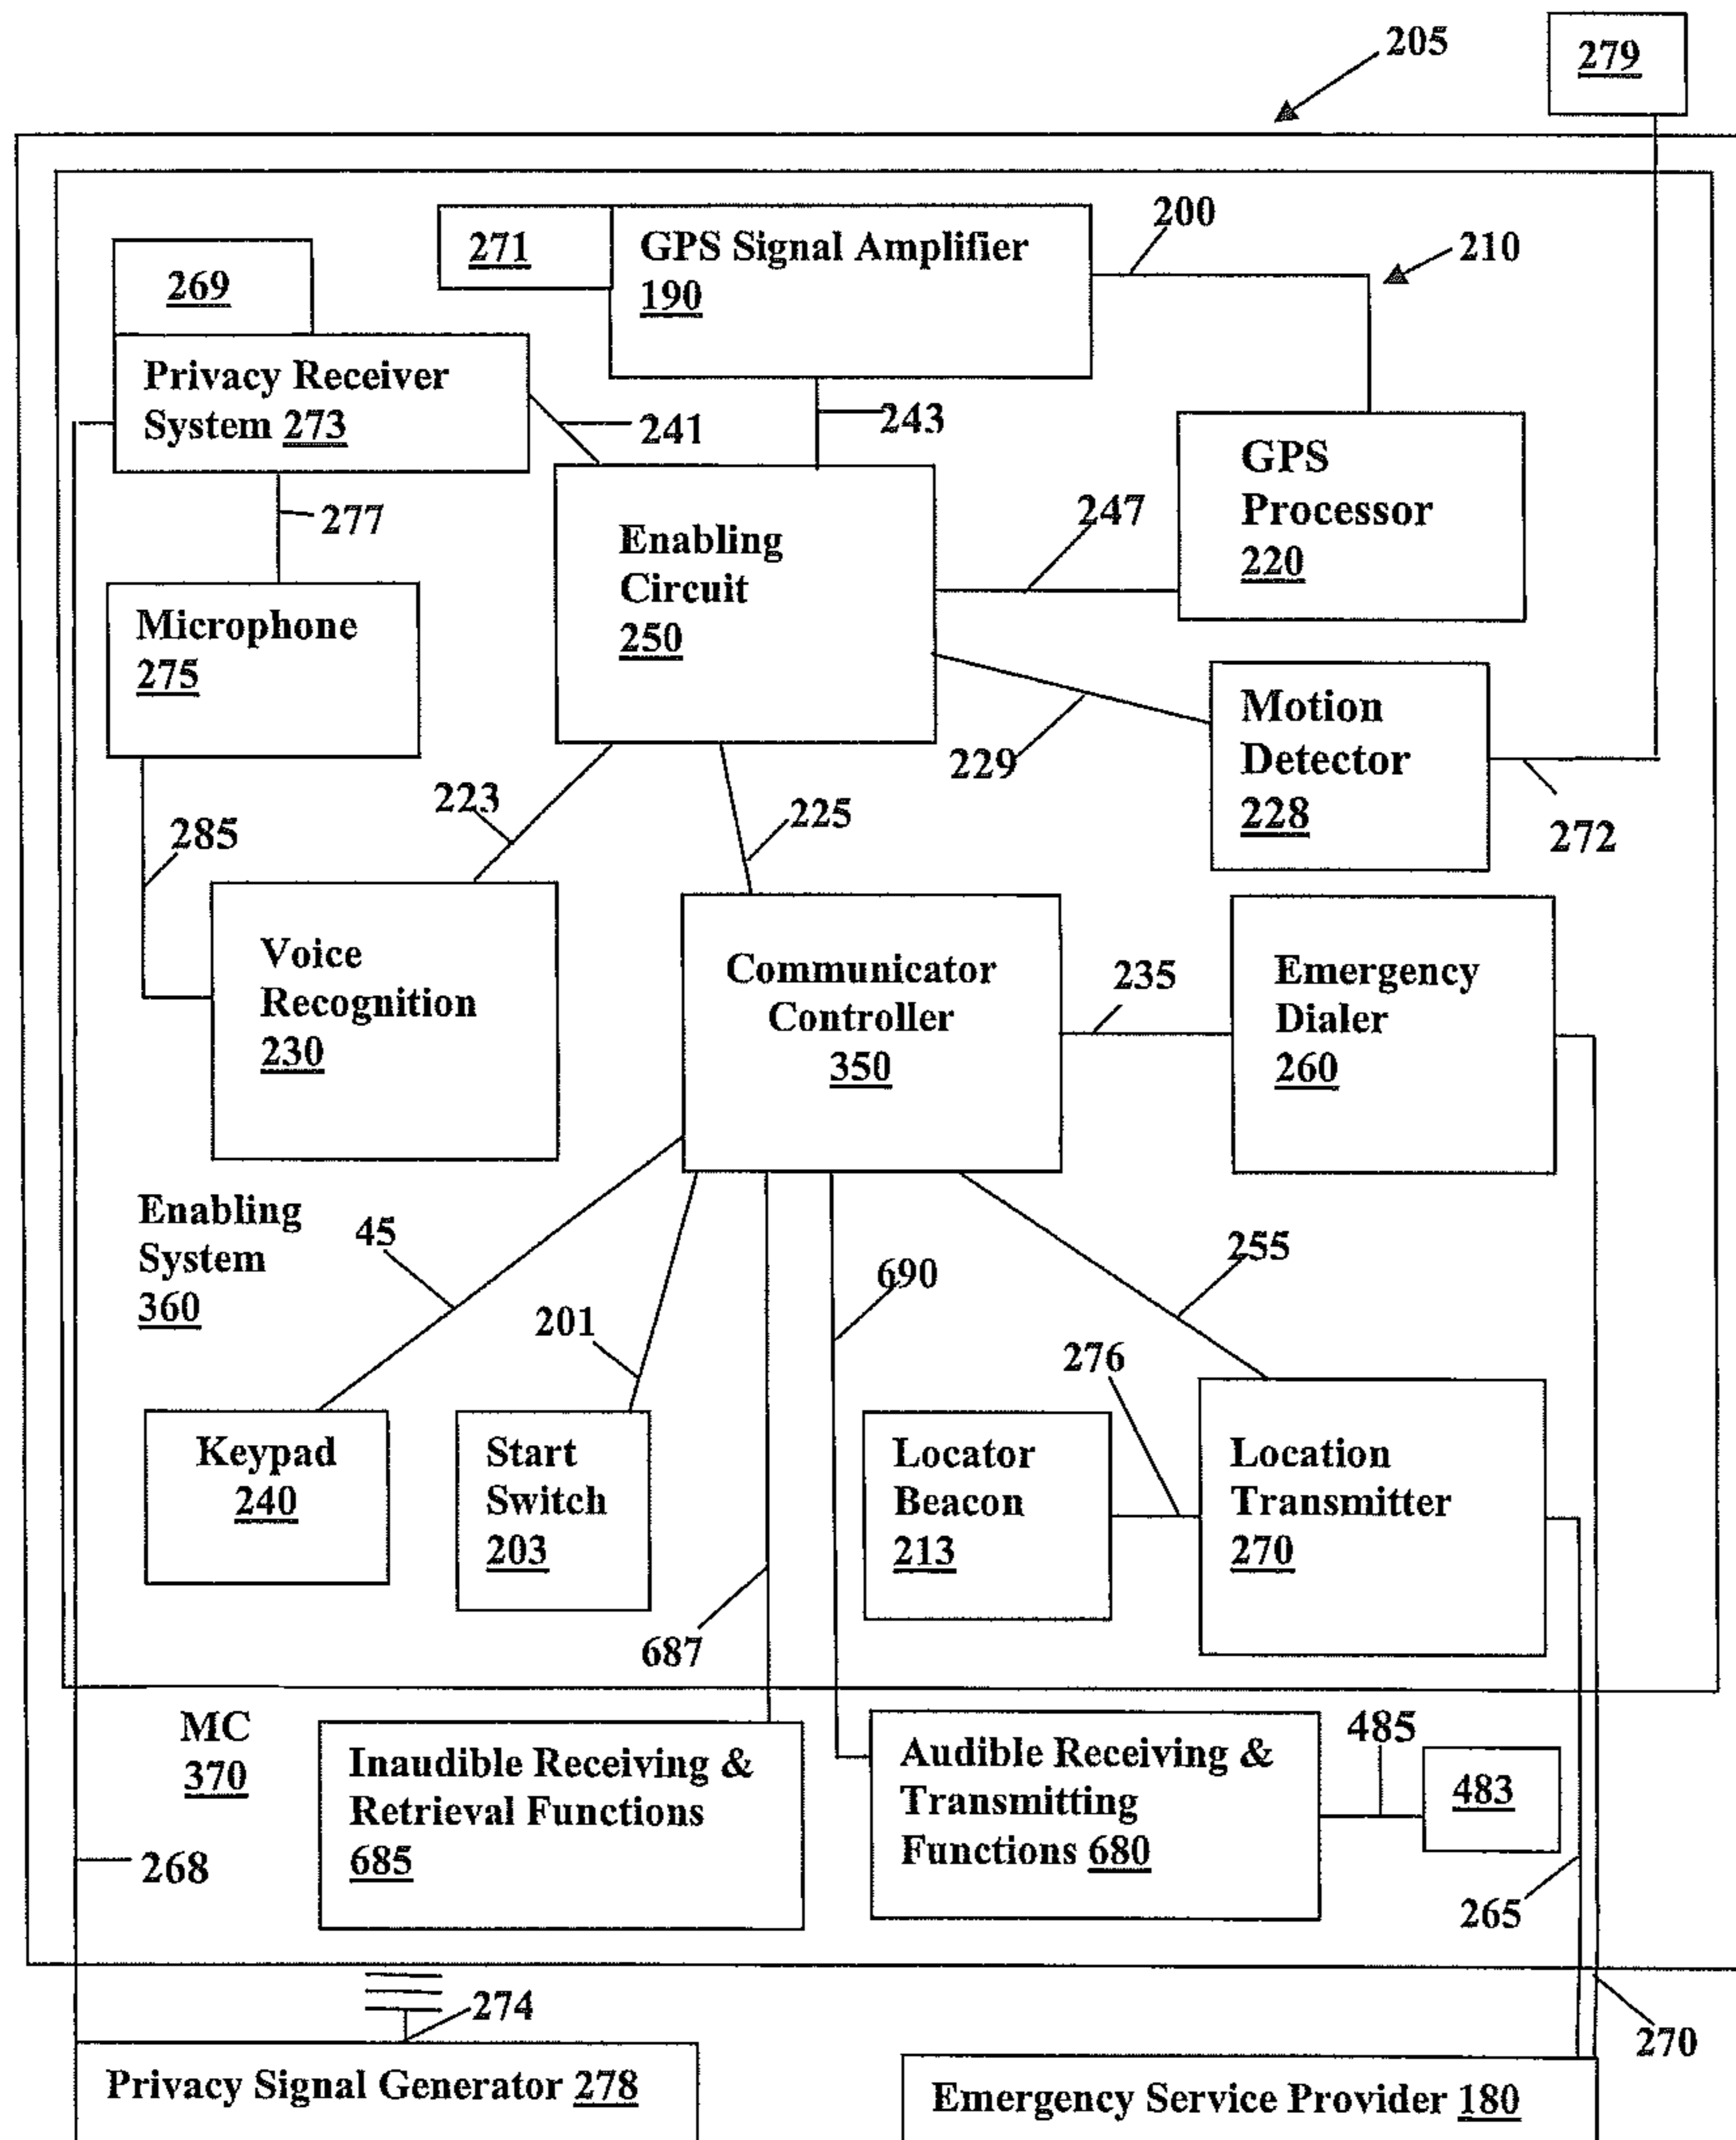 205
279
200
271
GPS Signal Amplifier
190
210
269
Privacy Receiver
System 273
241
243
GPS
Processor
220
277
247
Enabling
Circuit
250
Microphone
275
Motion
Detector
228
229
272
223
225
285
Voice
Recognition
230
Communicator
Controller
350
235
Emergency
Dialer
260
Enabling
System
360
45
201
690
255
276
Keypad
240
Start
Switch
203
Locator
Beacon
213
Location
Transmitter
270
687
MC
370
Inaudible Receiving &
Retrieval Functions
685
Audible Receiving &
Transmitting
Functions 680
485
483
268
265
274
270
Privacy Signal Generator 278
Emergency Service Provider 180